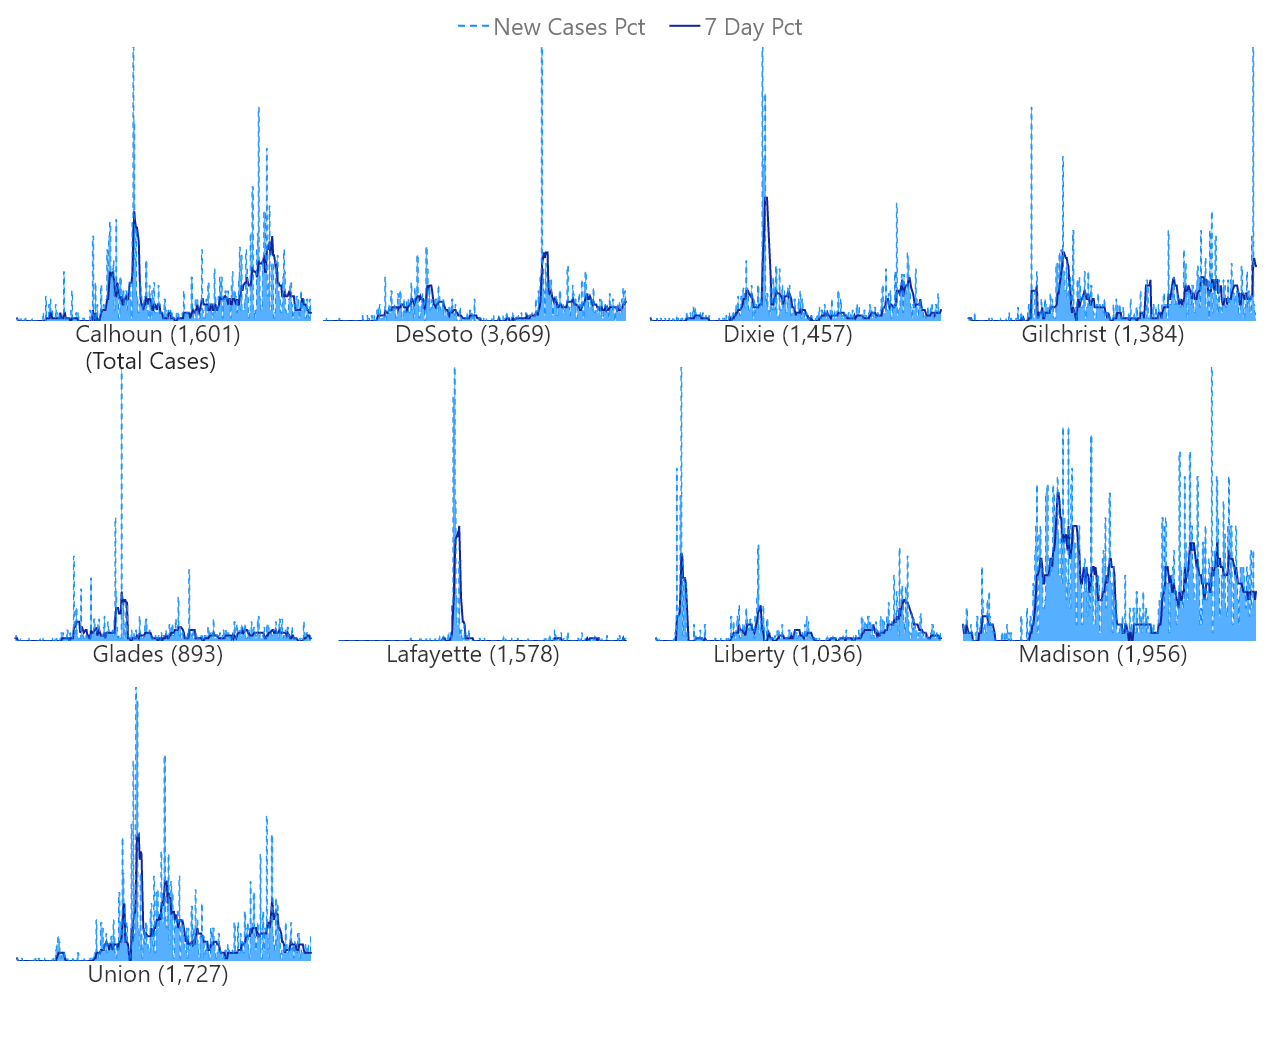 New Cases Pct 7 Day Pct
Calhoun (1,601) DeSoto (3,669) Dixie (1,457) Gilchrist (1,384)
(Total Cases)
Glades (893) Lafayette (1,578) Liberty (1,036) Madison (1,956)
Union (1,727)